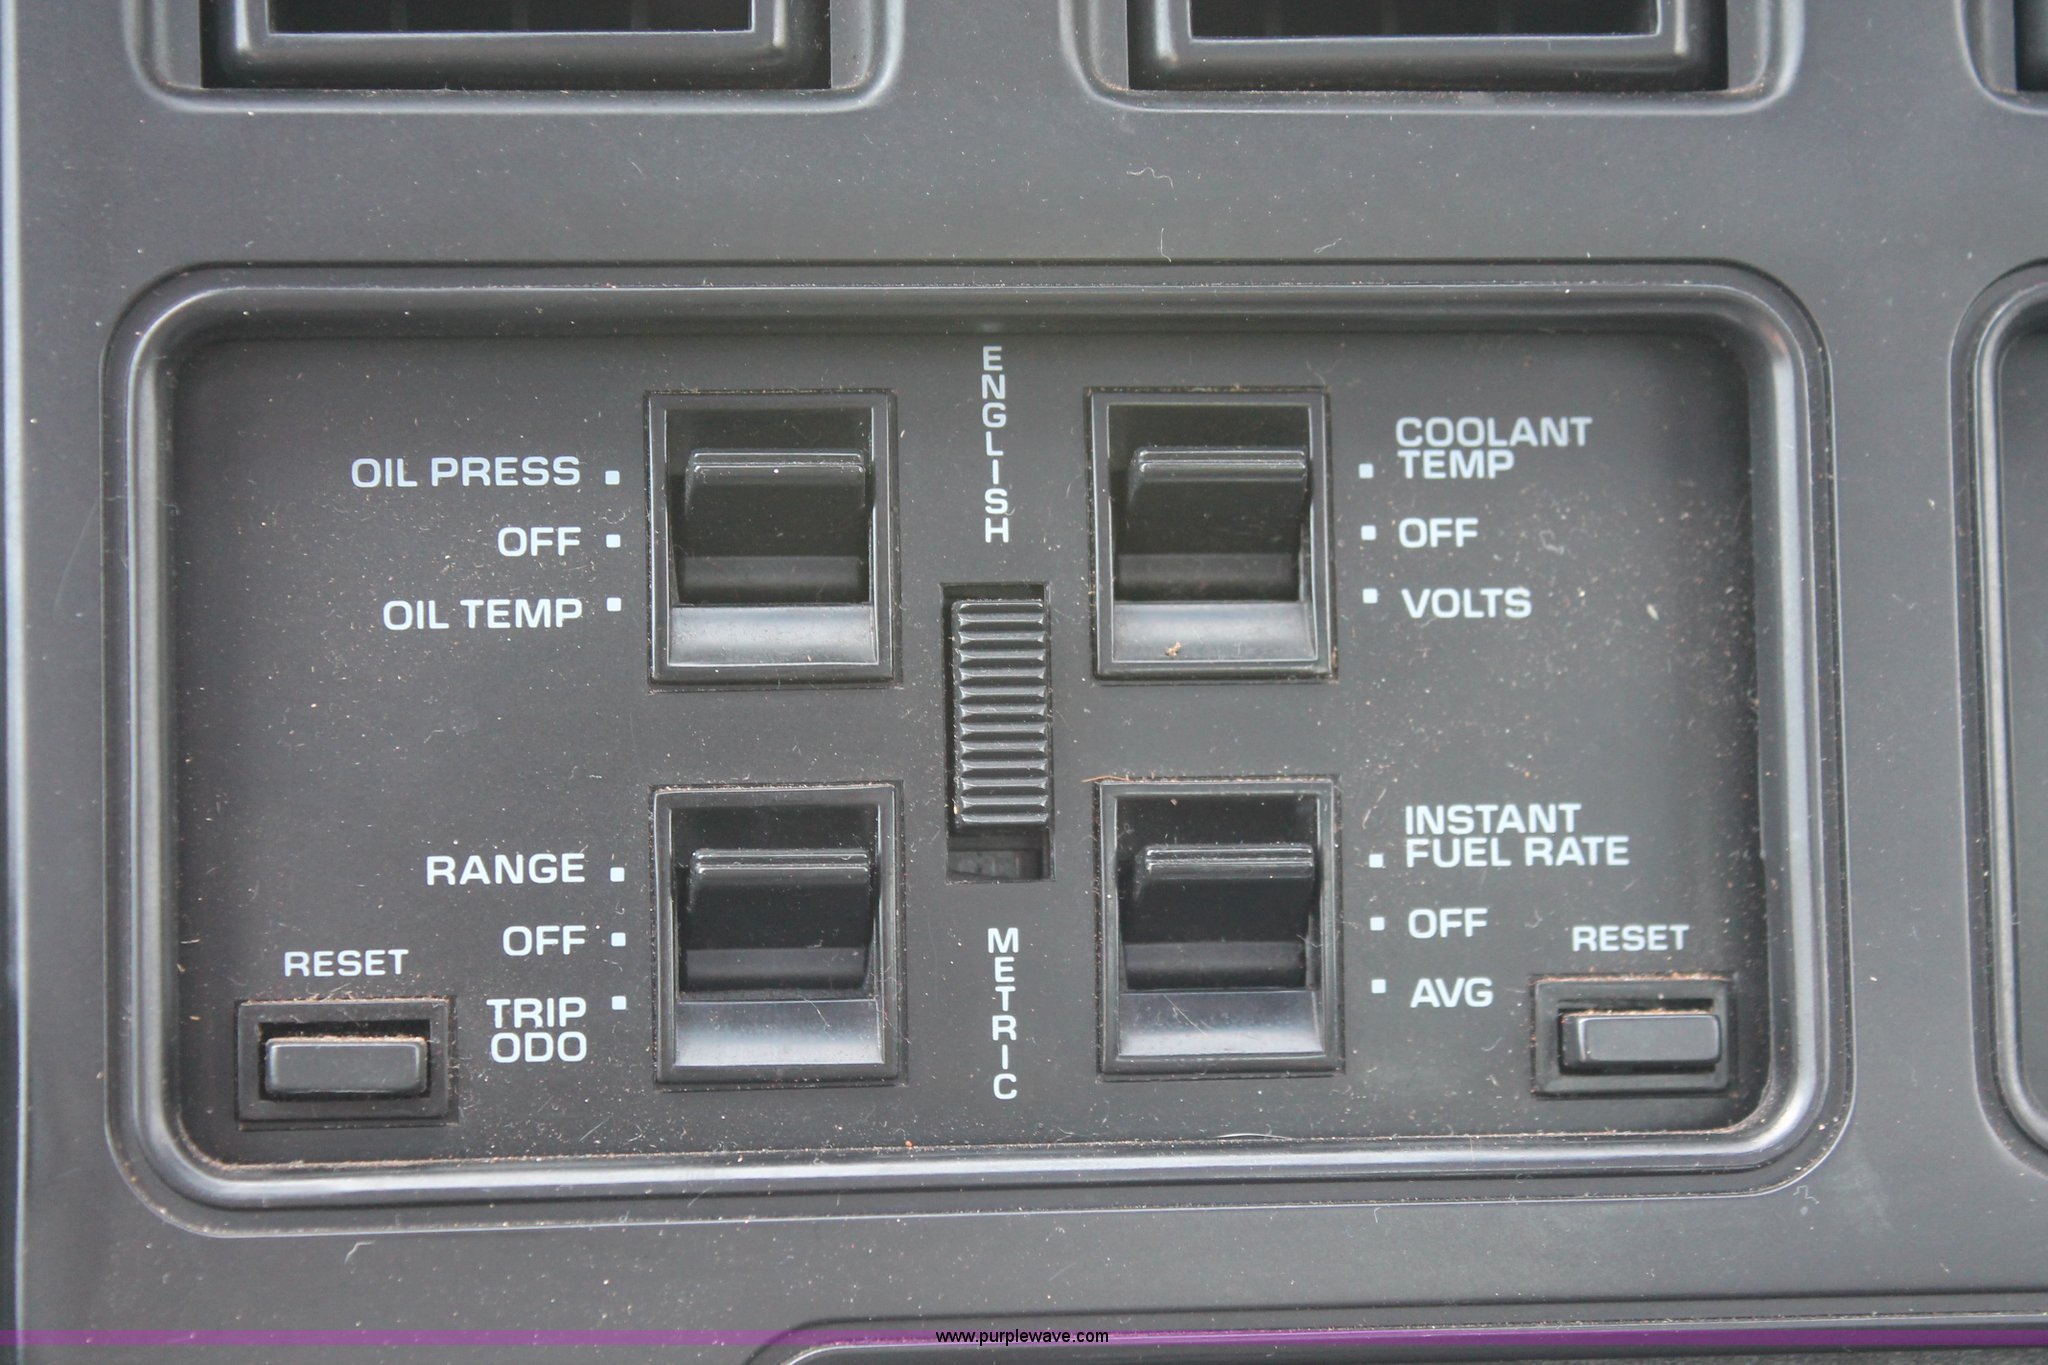 ENGLISH
OIL PRESS
OFF
OIL TEMP
COOLANT
TEMP
OFF
VOLTS
RANGE
OFF
TRIP
ODO
RESET
METRIC
INSTANT
FUEL RATE
OFF
AVG
RESET
www.purplewave.com